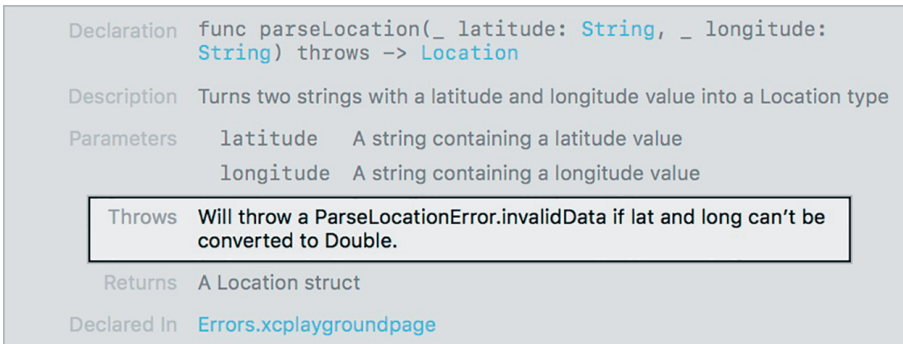 Declaration func parseLocation(_ latitude: String, _ longitude:
String) throws -> Location
Description Turns two strings with a latitude and longitude value into a Location type
Parameters latitude A string containing a latitude value
longitude A string containing a longitude value
Throws Will throw a ParseLocationError.invalidData if lat and long can’t be
converted to Double.
Returns A Location struct
Declared In Errors.xcplaygroundpage